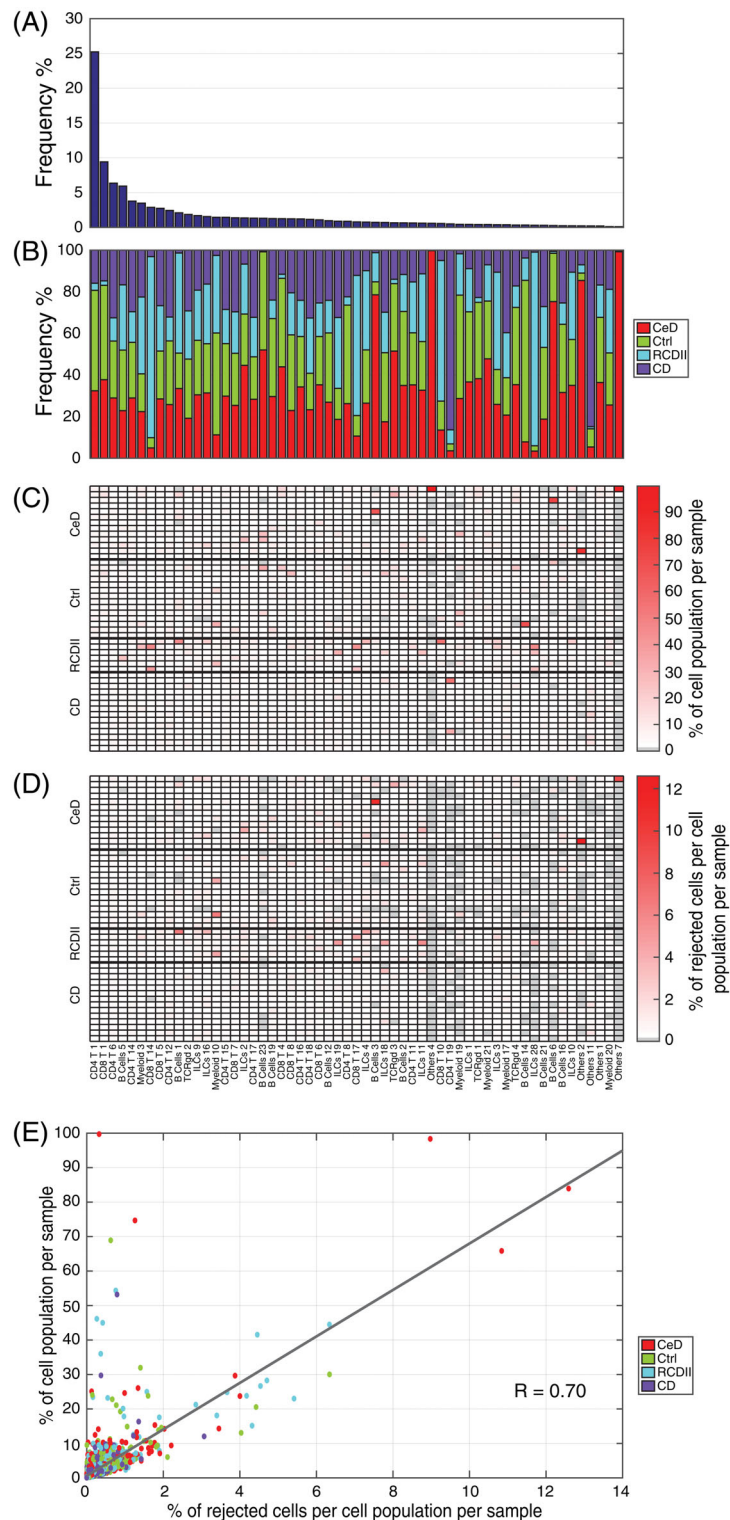 (A)
Frequency %
30
25
20
15
10
5
0
(B)
Frequency %
100
80
60
40
20
0
CeD
Ctrl
RCDII
CD
(C)
CeD
Ctrl
RCDII
CD
90
80
70
60
50
40
30
20
10
0
% of cell population per sample
(D)
CeD
Ctrl
RCDII
CD
12
10
8
6
4
2
0
% of rejected cells per cell
population per sample
CD4 T 1
CD8 T 1
CD4 T 6
B Cells 5
CD4 T 14
Myeloid 3
CD8 T 14
CD8 T 5
CD4 T 12
B Cells 1
TCRgd 2
ILCs 9
ILCs 16
Myeloid 10
CD4 T 15
CD8 T 7
ILCs 2
CD4 T 17
B Cells 23
B Cells 19
CD8 T 4
CD8 T 8
CD4 T 16
CD4 T 18
CD8 T 6
B Cells 12
ILCs 19
CD4 T 8
CD8 T 17
ILCs 4
B Cells 3
ILCs 18
TCRgd 3
B Cells 2
CD4 T 11
ILCs 11
Others 4
CD8 T 10
CD4 T 19
Myeloid 19
ILCs 1
TCRgd 1
Myeloid 21
ILCs 3
Myeloid 17
TCRgd 4
B Cells 14
ILCs 28
B Cells 21
B Cells 6
B Cells 16
ILCs 10
Others 2
Others 11
Others 1
Myeloid 20
Others 7
(E)
% of cell population per sample
100
90
80
70
60
50
40
30
20
10
0
R = 0.70
CeD
Ctrl
RCDII
CD
0 2 4 6 8 10 12 14
% of rejected cells per cell population per sample